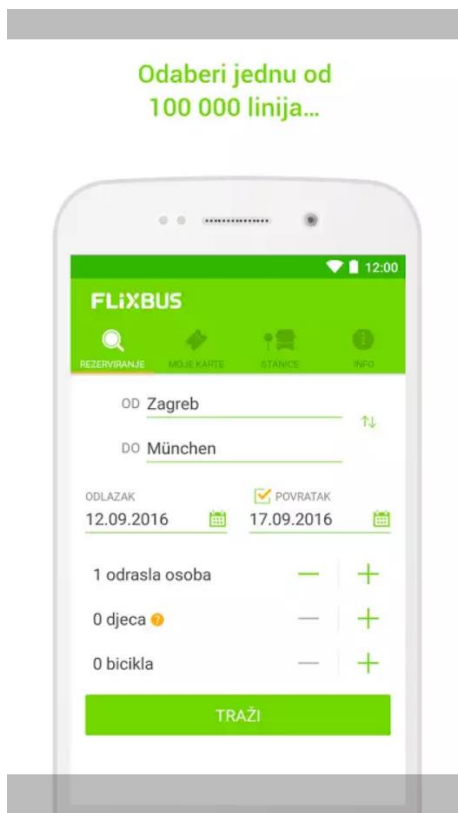 Odaberi jednu od
100 000 linija...
12:00
FLiXBUS
REZERVIRANJE MOJE KARTE STANICE INFO
OD Zagreb
DO München
ODLAZAK POVRATAK
12.09.2016 17.09.2016
1 odrasla osoba
0 djeca ?
0 bicikla
TRAŽI